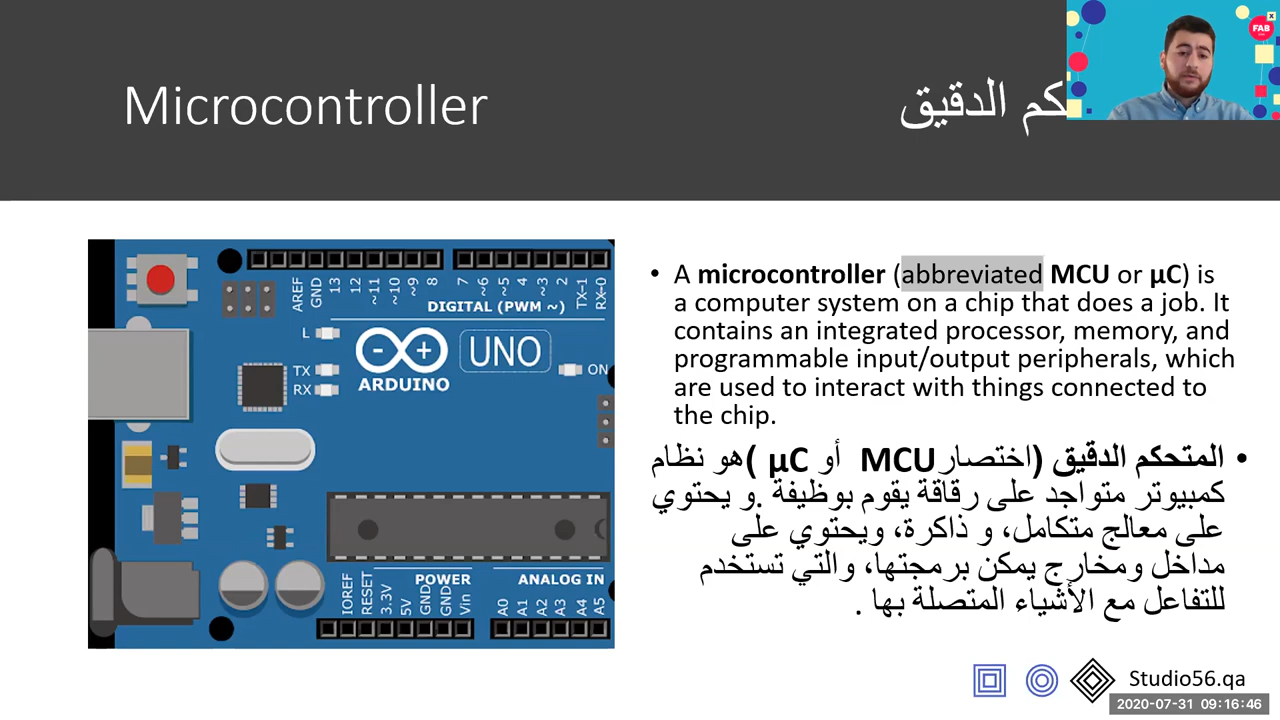 Microcontroller
كم الدقيق
FAB
x
AREF
GND
13
12
~11
~10
~9
8
7
~6
~5
4
~3
2
TX-1
RX-0
DIGITAL (PWM ~)
L
TX
RX
ARDUINO
UNO
ON
IOREF
RESET
3.3V
5V
GND
GND
Vin
POWER
ANALOG IN
A0
A1
A2
A3
A4
A5
• A microcontroller (abbreviated MCU or µC) is
a computer system on a chip that does a job. It
contains an integrated processor, memory, and
programmable input/output peripherals, which
are used to interact with things connected to
the chip.
• المتحكم الدقيق (اختصار MCU أو µC )هو نظام
كمبيوتر متواجد على رقاقة يقوم بوظيفة .و يحتوي
على معالج متكامل، و ذاكرة، ويحتوي على
مداخل ومخارج يمكن برمجتها، والتي تستخدم
للتفاعل مع الأشياء المتصلة بها .
Studio56.qa
2020-07-31 09:16:46